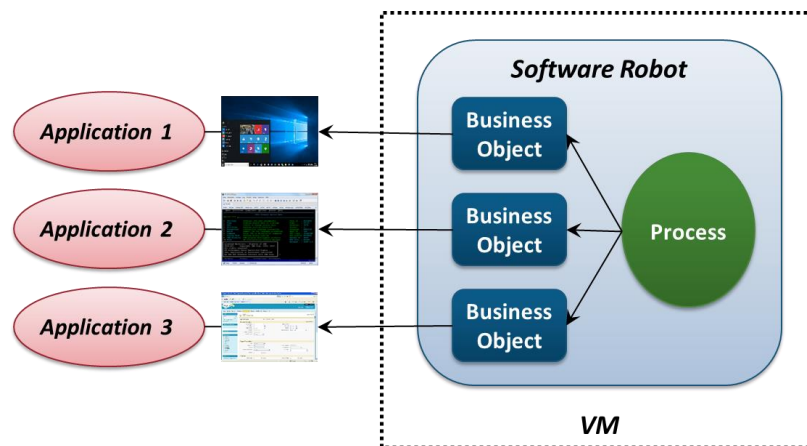 Software Robot
Application 1
Business
Object
Application 2
Business
Object
Process
Application 3
Business
Object
VM